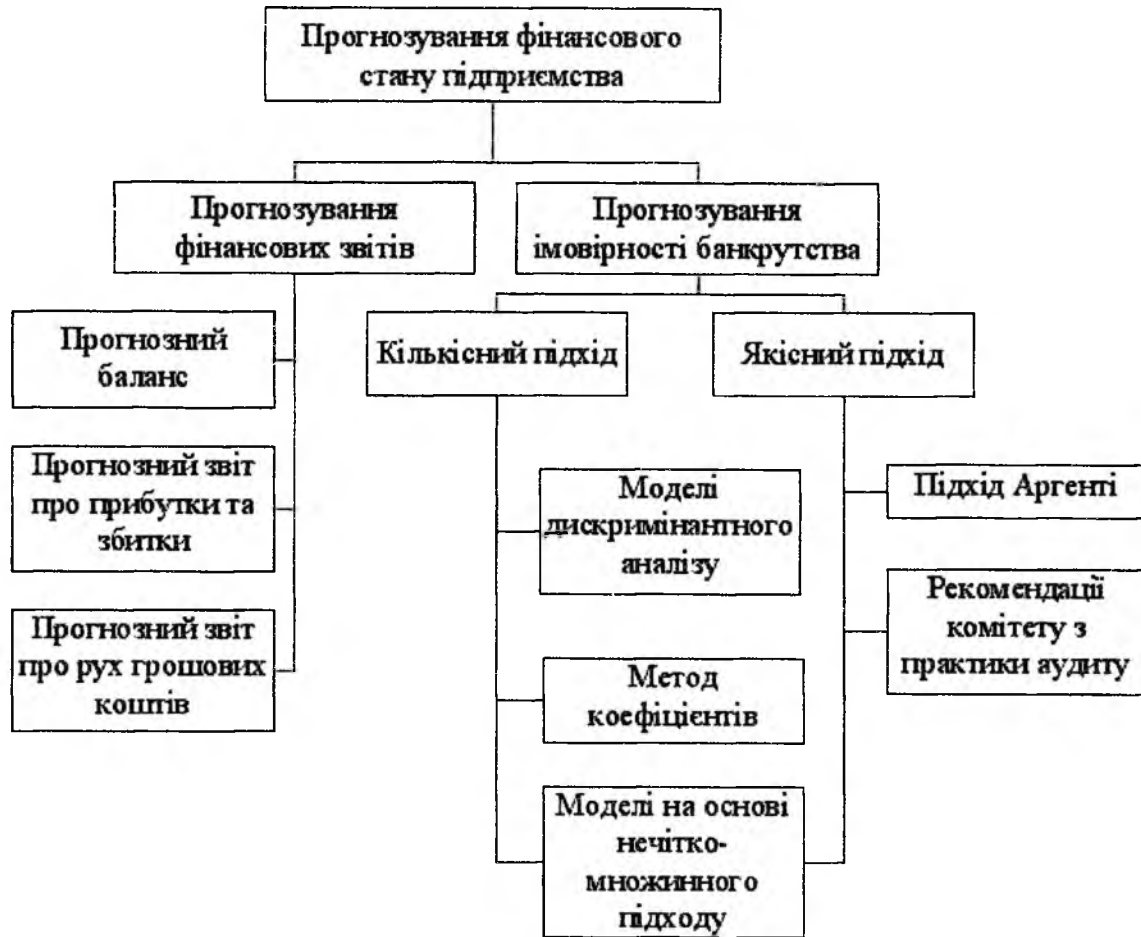 Прогнозування фінансового
стану підприємства
Прогнозування
фінансових звітів
Прогнозування
імовірності банкрутства
Прогнозний
баланс
Кількісний підхід
Якісний підхід
Прогнозний звіт
про прибутки та
збитки
Моделі
дискримінантного
аналізу
Підхід Аргенті
Рекомендації
комітету з
практики аудиту
Прогнозний звіт
про рух грошових
коштів
Метод
коефіцієнтів
Моделі на основі
нечітко-
множинного
підходу